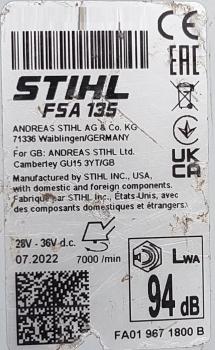 STIHL
FSA 135
ANDREAS STIHL AG & Co. KG
71336 Waiblingen/GERMANY
For GB: ANDREAS STIHL Ltd.
Camberley GU15 3YT/GB
Manufactured by STIHL Inc., USA,
with domestic and foreign components.
Fabriqué par STIHL Inc., États-Unis, avec
des composants domestiques et étrangers.
CE
EAC
UK
CA
28V - 36V d.c.
07.2022 7000 /min
LWA
94 dB
FA01 967 1800 B